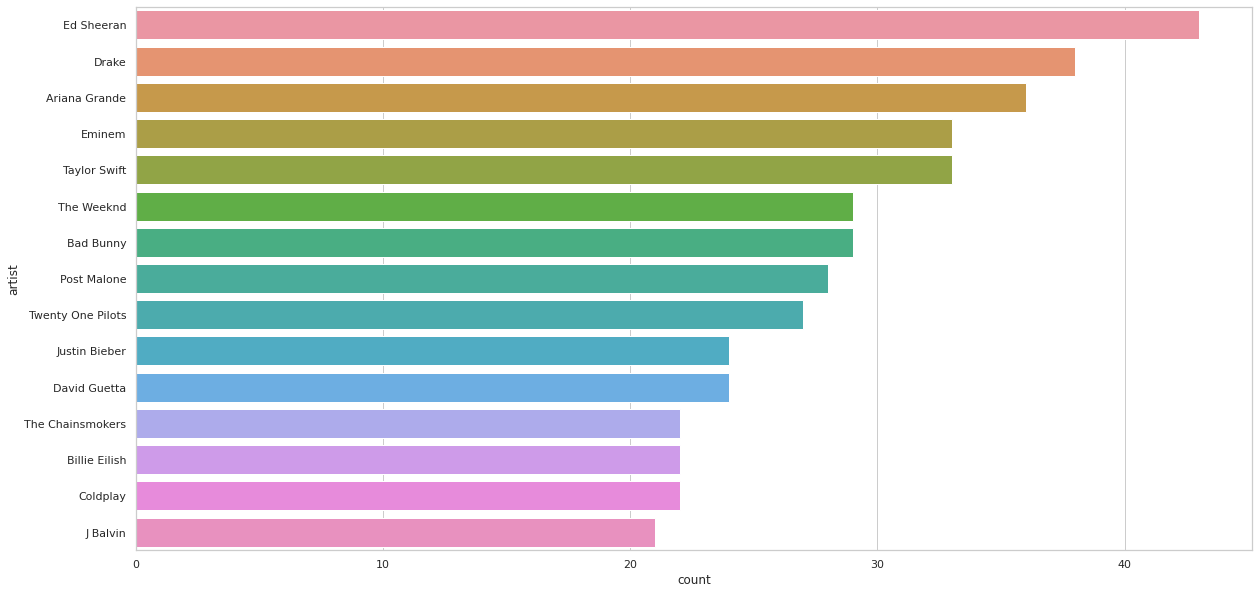 Ed Sheeran
Drake
Ariana Grande
Eminem
Taylor Swift
The Weeknd
Bad Bunny
Post Malone
Twenty One Pilots
Justin Bieber
David Guetta
The Chainsmokers
Billie Eilish
Coldplay
J Balvin
artist
0 10 20 30 40
count